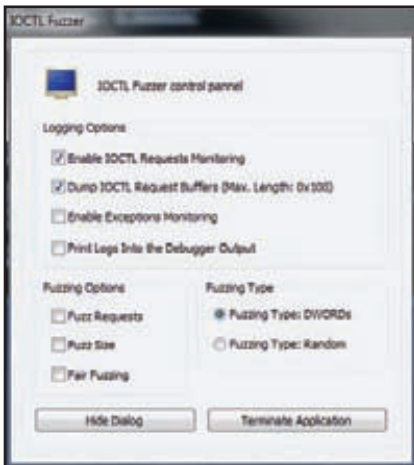 IOCTL Fuzzer
IOCTL Fuzzer control pannel
Logging Options
Enable IOCTL Requests Monitoring
Dump IOCTL Request Buffers (Max. Length: 0x100)
Enable Exceptions Monitoring
Print Logs Into the Debugger Output
Fuzzing Options
Fuzz Requests
Fuzz Size
Fair Fuzzing
Fuzzing Type
Fuzzing Type: DWORDs
Fuzzing Type: Random
Hide Dialog
Terminate Application